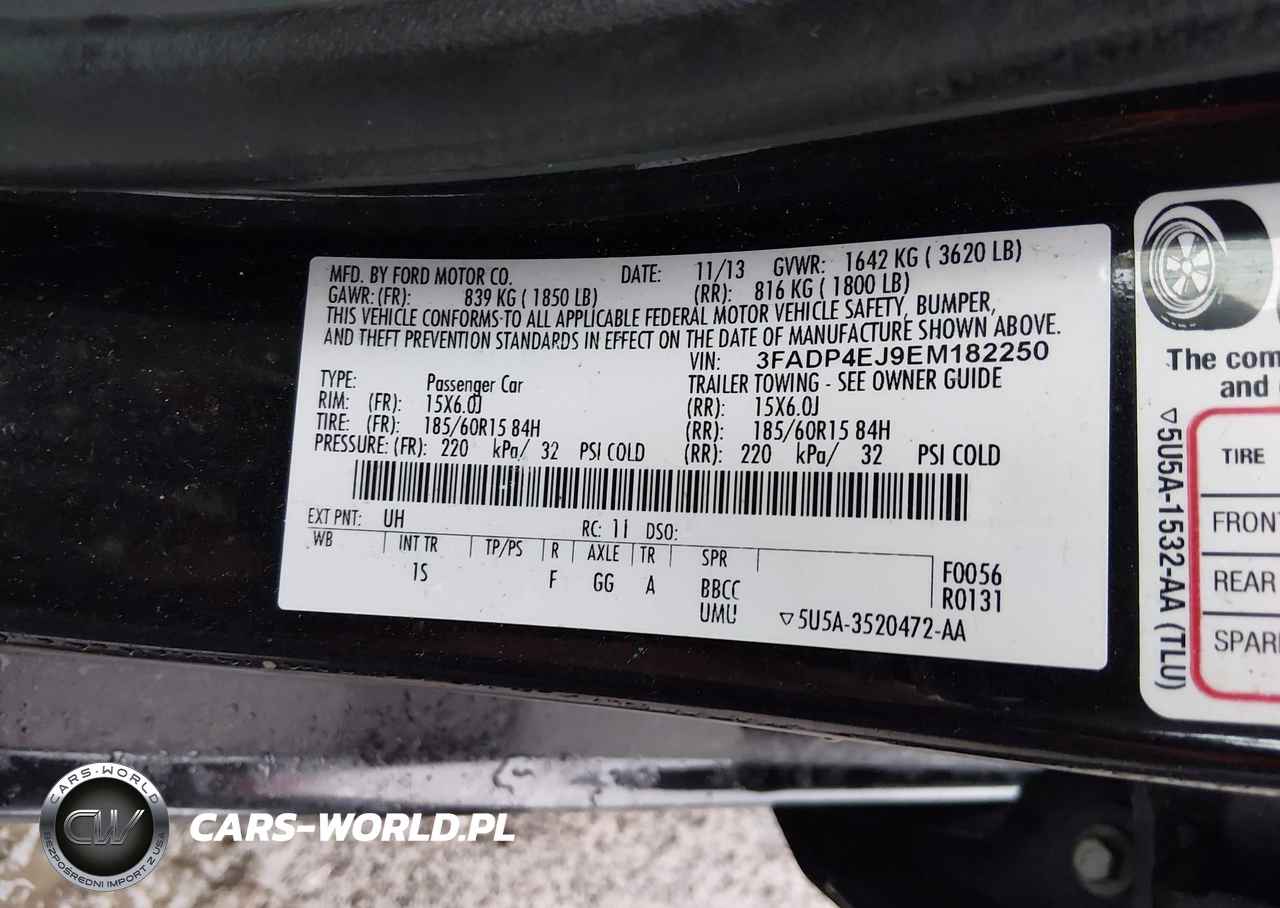 MFD. BY FORD MOTOR CO. DATE: 11/13 GVWR: 1642 KG ( 3620 LB)
GAWR: (FR): 839 KG ( 1850 LB) (RR): 816 KG ( 1800 LB)
THIS VEHICLE CONFORMS TO ALL APPLICABLE FEDERAL MOTOR VEHICLE SAFETY, BUMPER,
AND THEFT PREVENTION STANDARDS IN EFFECT ON THE DATE OF MANUFACTURE SHOWN ABOVE.
VIN: 3FADP4EJ9EM182250
TYPE: Passenger Car TRAILER TOWING - SEE OWNER GUIDE
RIM: (FR): 15X6.0J (RR): 15X6.0J
TIRE: (FR): 185/60R15 84H (RR): 185/60R15 84H
PRESSURE: (FR): 220 kPa/ 32 PSI COLD (RR): 220 kPa/ 32 PSI COLD
EXT PNT: UH RC: 11 DSO:
WB INT TR TP/PS R AXLE TR SPR
1S F GG A BBCC F0056
UMU R0131
▽5U5A-3520472-AA
The com
and
▽5U5A-1532-AA (TLU)
TIRE
FRONT
REAR
SPAR
CARS-WORLD
CW
BEZPOŚREDNI IMPORT Z USA
CARS-WORLD.PL